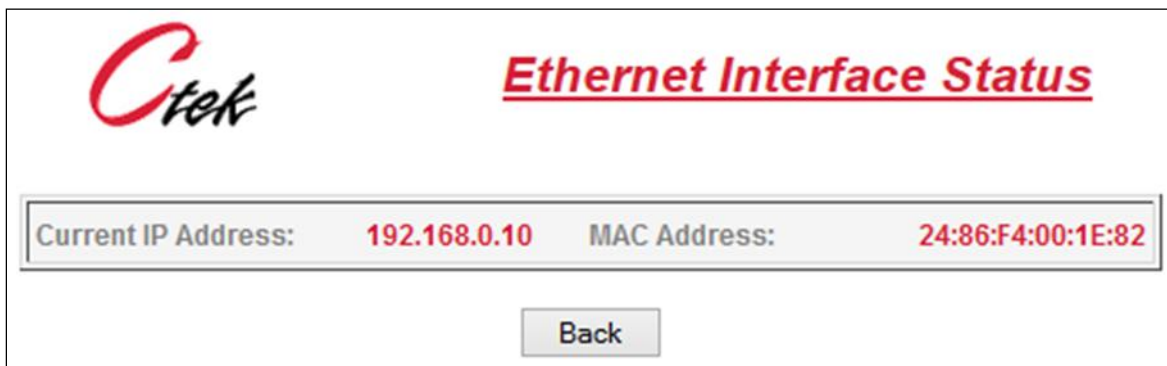 Ctek
Ethernet Interface Status
Current IP Address: 192.168.0.10 MAC Address: 24:86:F4:00:1E:82
Back